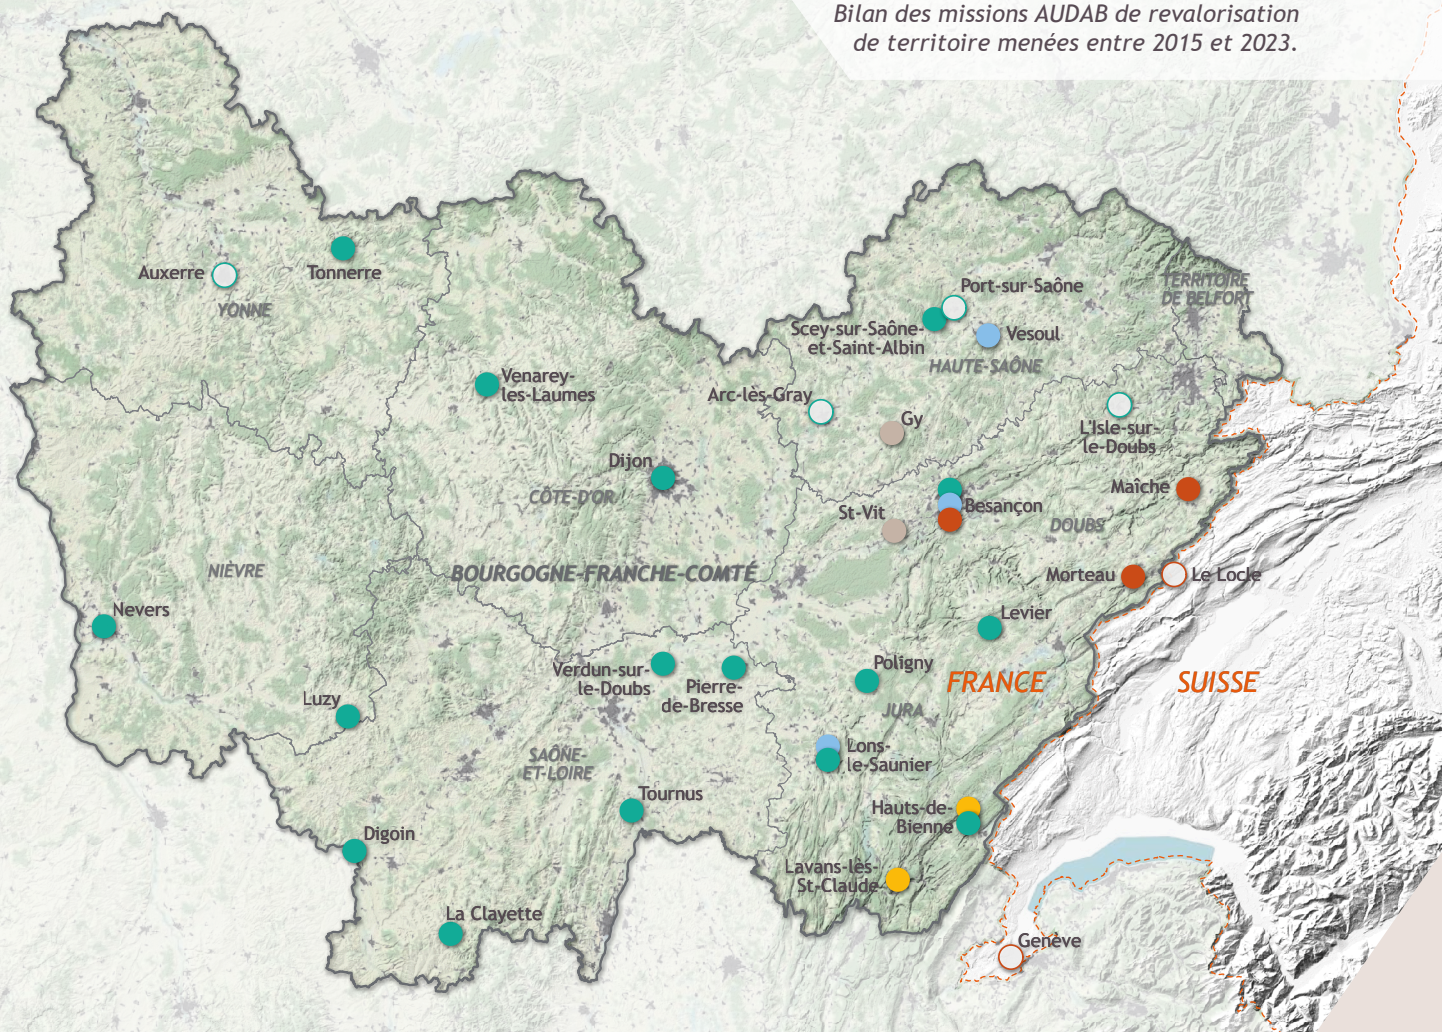 Bilan des missions AUDAB de revalorisation
de territoire menées entre 2015 et 2023.
Auxerre
Tonnerre
YONNE
Port-sur-Saône
TERRITOIRE
DE BELFORT
Scey-sur-Saône-
et-Saint-Albin
Vesoul
HAUTE-SAÔNE
Venarey-
les-Laumes
Arc-lès-Gray
Gy
L'Isle-sur-
le-Doubs
Dijon
CÔTE-D'OR
Maîche
St-Vit
Besançon
DOUBS
NIÈVRE
BOURGOGNE-FRANCHE-COMTÉ
Morteau
Le Locle
Nevers
Levier
Verdun-sur-
le-Doubs
Pierre-
de-Bresse
Poligny
FRANCE
SUISSE
Luzy
JURA
SAÔNE-
ET-LOIRE
Lons-
le-Saunier
Tournus
Hauts-de-
Bienne
Digoin
Lavans-lès-
St-Claude
La Clayette
Genève